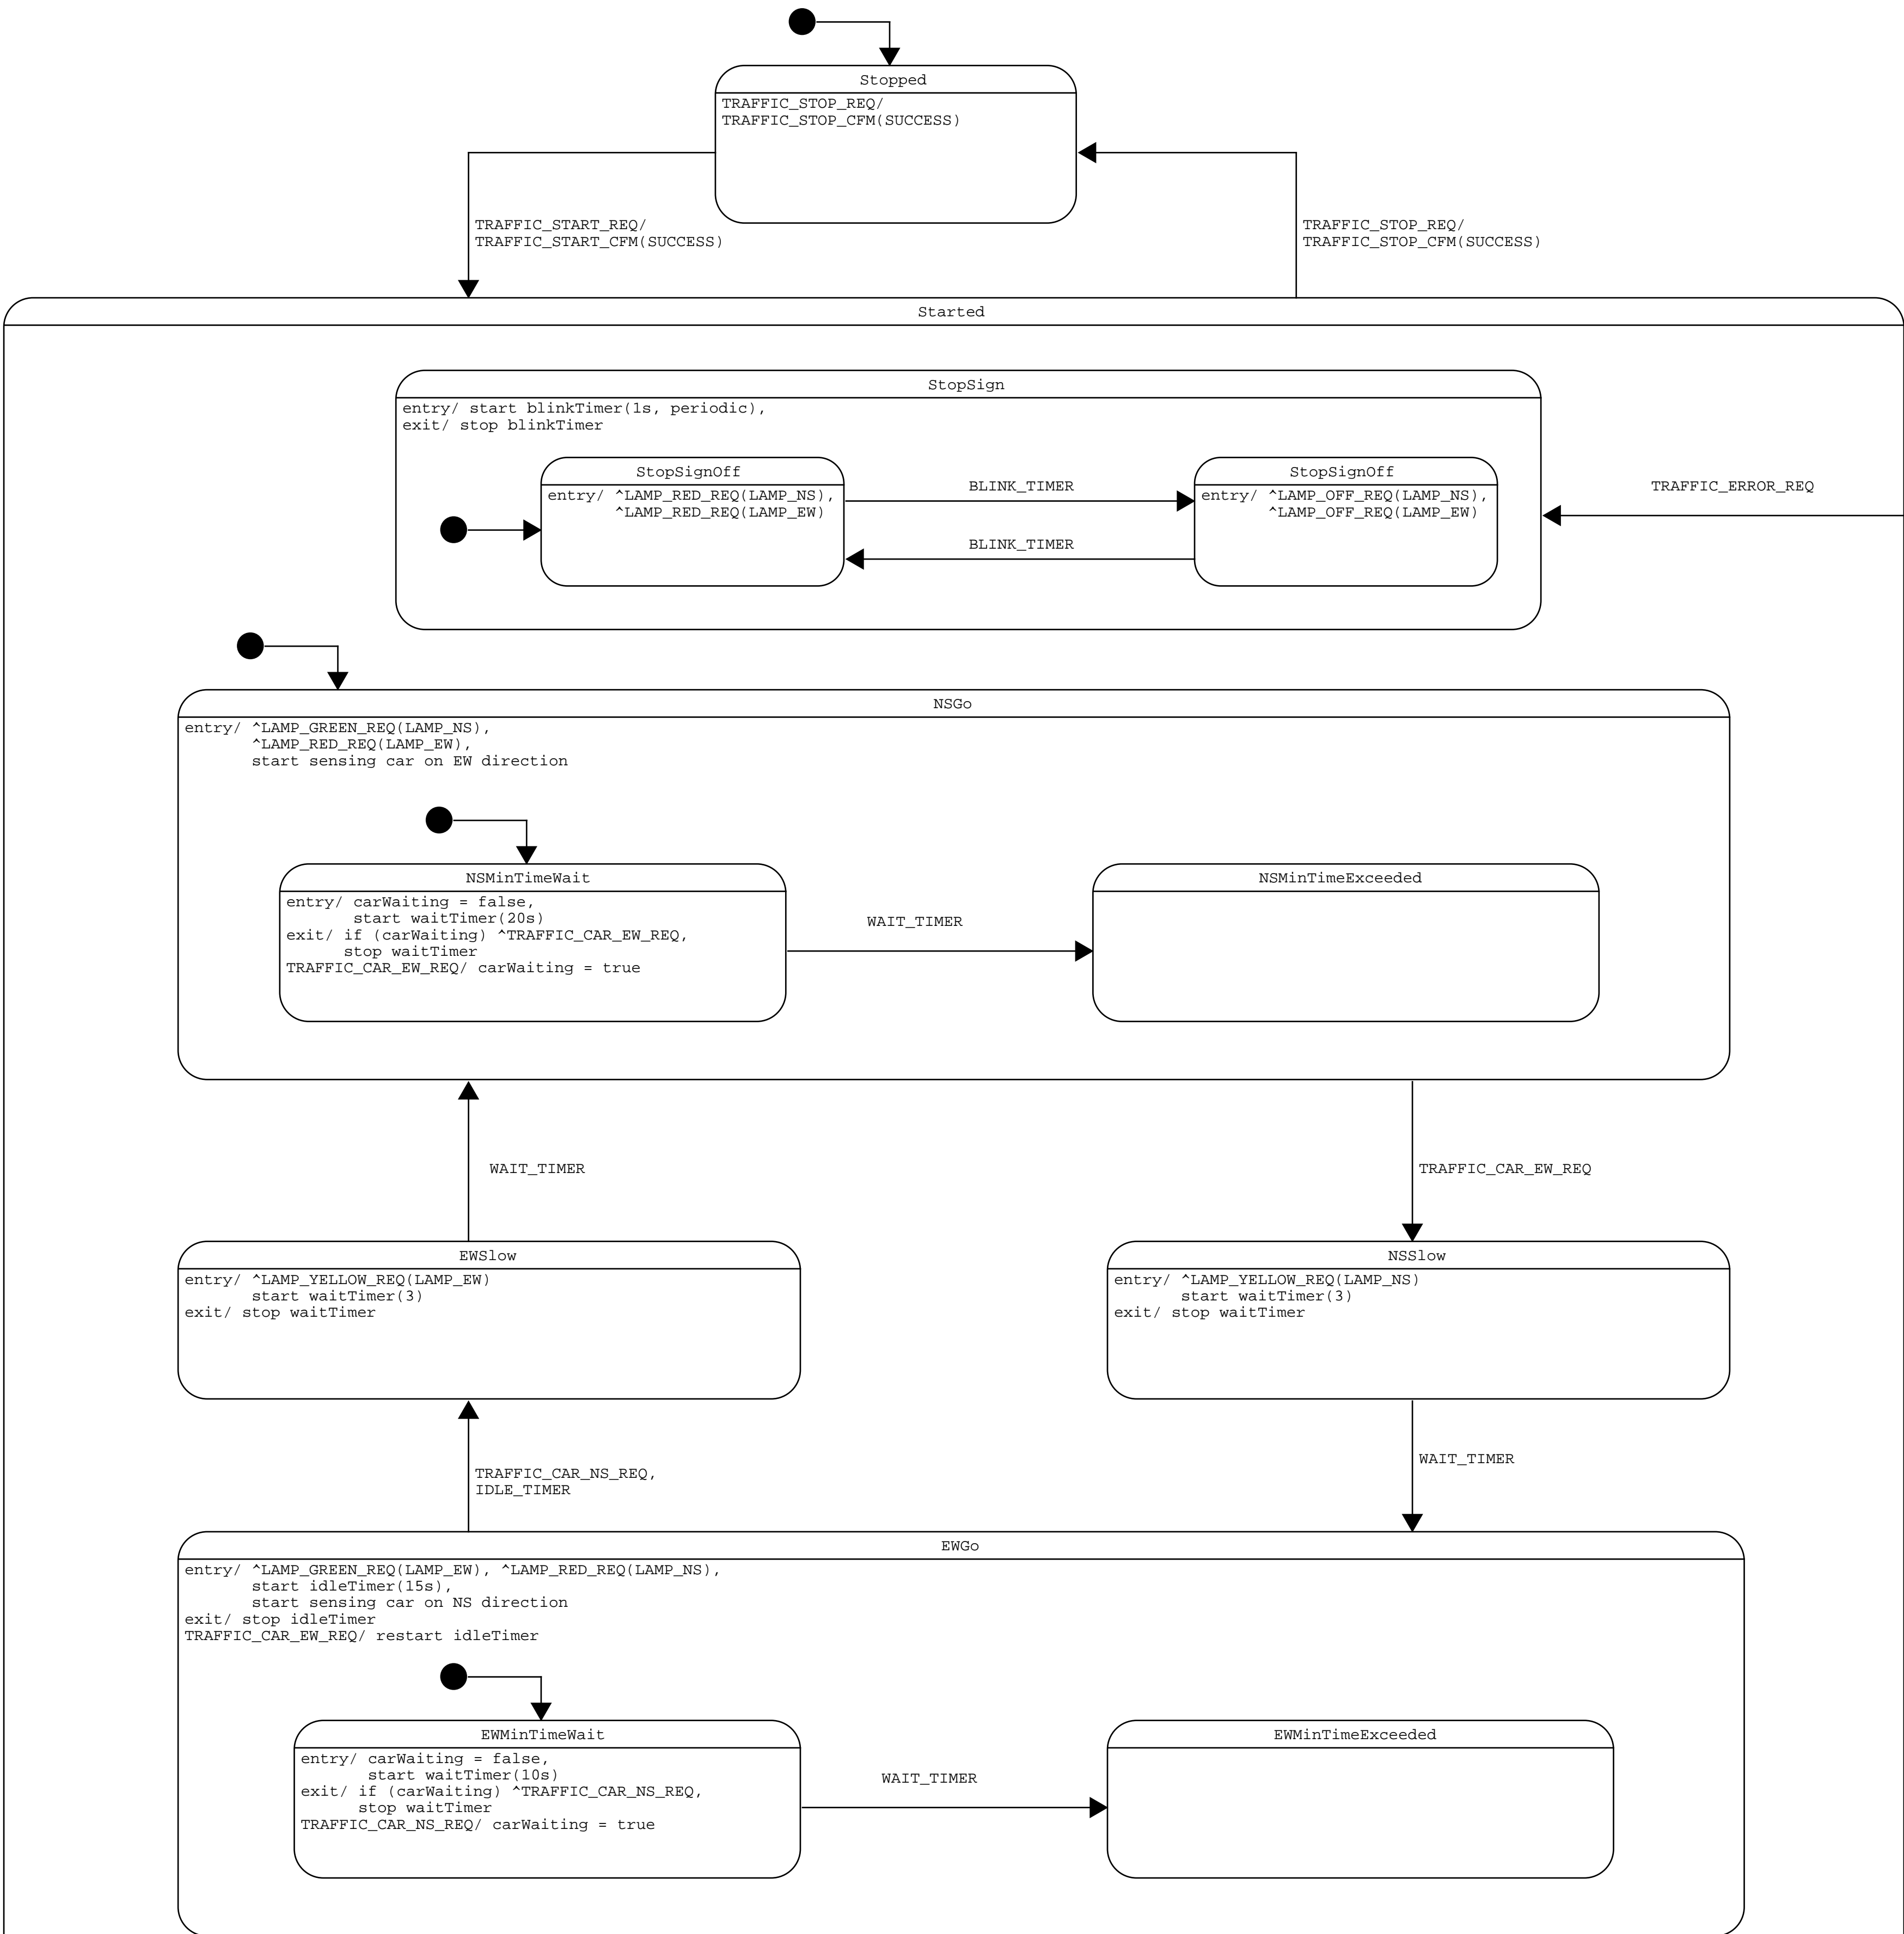 Stopped
TRAFFIC_STOP_REQ/
TRAFFIC_STOP_CFM(SUCCESS)
TRAFFIC_START_REQ/
TRAFFIC_START_CFM(SUCCESS)
TRAFFIC_STOP_REQ/
TRAFFIC_STOP_CFM(SUCCESS)
Started
StopSign
entry/ start blinkTimer(1s, periodic),
exit/ stop blinkTimer
StopSignOff
entry/ ^LAMP_RED_REQ(LAMP_NS),
^LAMP_RED_REQ(LAMP_EW)
BLINK_TIMER
BLINK_TIMER
StopSignOff
entry/ ^LAMP_OFF_REQ(LAMP_NS),
^LAMP_OFF_REQ(LAMP_EW)
TRAFFIC_ERROR_REQ
NSGo
entry/ ^LAMP_GREEN_REQ(LAMP_NS),
^LAMP_RED_REQ(LAMP_EW),
start sensing car on EW direction
NSMinTimeWait
entry/ carWaiting = false,
start waitTimer(20s)
exit/ if (carWaiting) ^TRAFFIC_CAR_EW_REQ,
stop waitTimer
TRAFFIC_CAR_EW_REQ/ carWaiting = true
WAIT_TIMER
NSMinTimeExceeded
WAIT_TIMER
TRAFFIC_CAR_EW_REQ
EWSlow
entry/ ^LAMP_YELLOW_REQ(LAMP_EW)
start waitTimer(3)
exit/ stop waitTimer
NSSlow
entry/ ^LAMP_YELLOW_REQ(LAMP_NS)
start waitTimer(3)
exit/ stop waitTimer
TRAFFIC_CAR_NS_REQ,
IDLE_TIMER
WAIT_TIMER
EWGo
entry/ ^LAMP_GREEN_REQ(LAMP_EW), ^LAMP_RED_REQ(LAMP_NS),
start idleTimer(15s),
start sensing car on NS direction
exit/ stop idleTimer
TRAFFIC_CAR_EW_REQ/ restart idleTimer
EWMinTimeWait
entry/ carWaiting = false,
start waitTimer(10s)
exit/ if (carWaiting) ^TRAFFIC_CAR_NS_REQ,
stop waitTimer
TRAFFIC_CAR_NS_REQ/ carWaiting = true
WAIT_TIMER
EWMinTimeExceeded